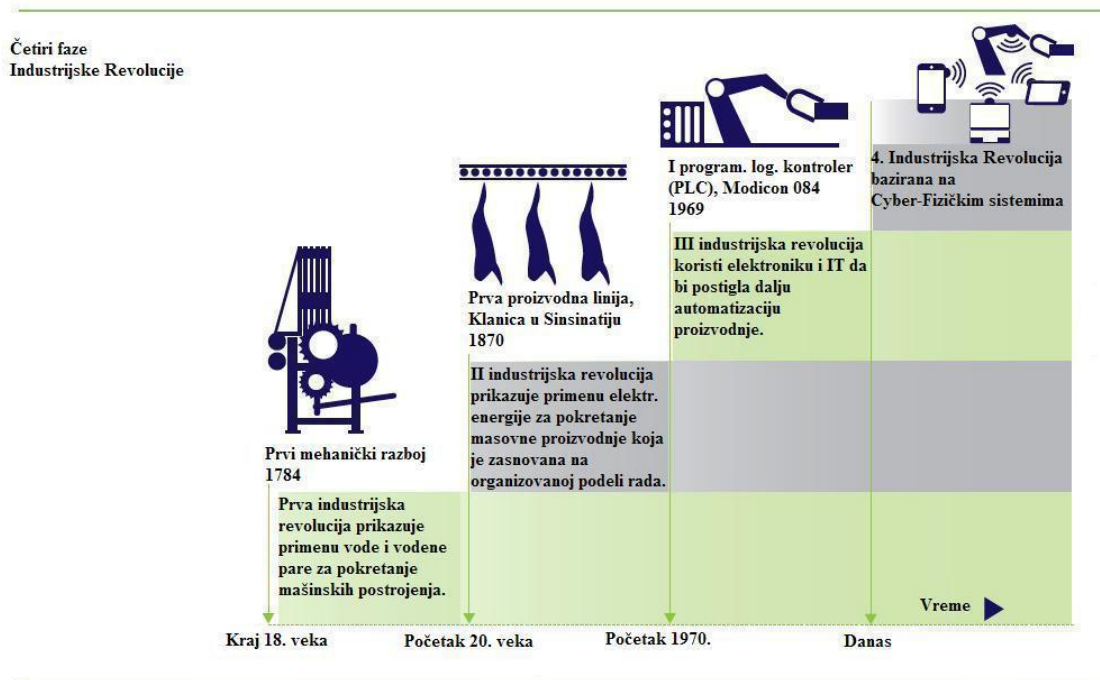 Četiri faze
Industrijske Revolucije
I program. log. kontroler
(PLC), Modicon 084
1969
4. Industrijska Revolucija
bazirana na
Cyber-Fizičkim sistemima
III industrijska revolucija
koristi elektroniku i IT da
bi postigla dalju
automatizaciju
proizvodnje.
Prva proizvodna linija,
Klanica u Sinsinatiju
1870
II industrijska revolucija
prikazuje primenu elektr.
energije za pokretanje
masovne proizvodnje koja
je zasnovana na
organizovanoj podeli rada.
Prvi mehanički razboj
1784
Prva industrijska
revolucija prikazuje
primenu vode i vodene
pare za pokretanje
mašinskih postrojenja.
Vreme
Kraj 18. veka
Početak 20. veka
Početak 1970.
Danas